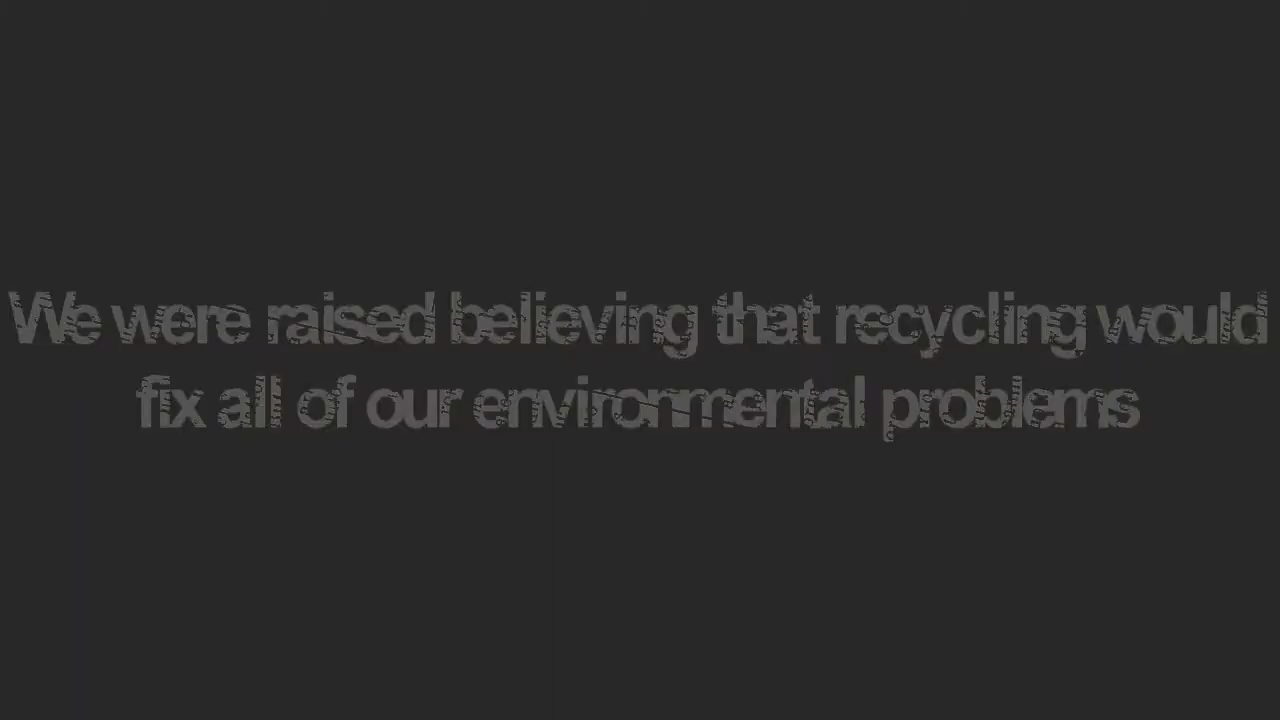 We were raised believing that recycling would
fix all of our environmental problems